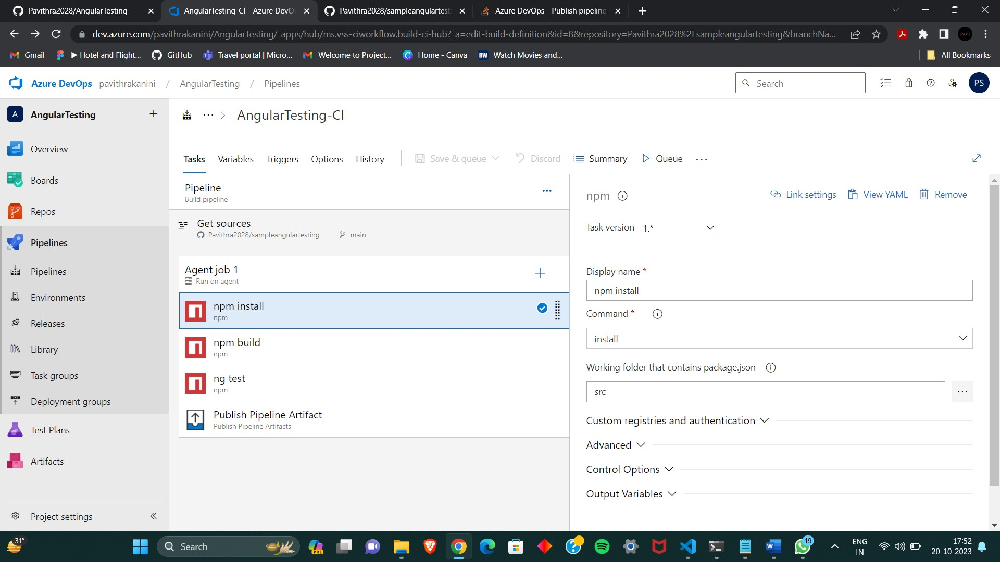 Pavithra2028/AngularTesting
AngularTesting-CI - Azure DevO
Pavithra2028/sampleangulartest
Azure DevOps - Publish pipeline
dev.azure.com/pavithrakanini/AngularTesting/_apps/hub/ms.vss-ciworkflow.build-ci-hub?_a=edit-build-definition&id=8&repository=Pavithra2028%2Fsampleangulartesting&branchNa...
PAVI
Gmail
▶ Hotel and Flight...
GitHub
Travel portal | Micro...
Welcome to Project...
Home - Canva
BW Watch Movies and...
All Bookmarks
Azure DevOps pavithrakanini / AngularTesting / Pipelines
Search
PS
A AngularTesting +
Overview
Boards
Repos
Pipelines
Pipelines
Environments
Releases
Library
Task groups
Deployment groups
Test Plans
Artifacts
Project settings
··· > AngularTesting-CI
Tasks Variables Triggers Options History Save & queue Discard Summary Queue ···
Pipeline
Build pipeline
Get sources
Pavithra2028/sampleangulartesting main
Agent job 1
Run on agent
npm install
npm
npm build
npm
ng test
npm
Publish Pipeline Artifact
Publish Pipeline Artifacts
npm
Link settings View YAML Remove
Task version 1.*
Display name *
npm install
Command *
install
Working folder that contains package.json
src
···
Custom registries and authentication
Advanced
Control Options
Output Variables
31°
Search
PRE
19
ENG
IN
17:52
20-10-2023